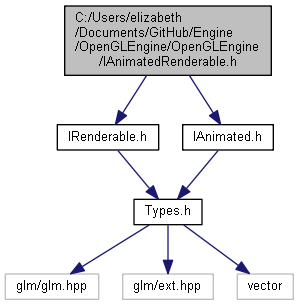 C:/Users/elizabeth
/Documents/GitHub/Engine
/OpenGLEngine/OpenGLEngine
/IAnimatedRenderable.h
IRenderable.h
IAnimated.h
Types.h
glm/glm.hpp
glm/ext.hpp
vector